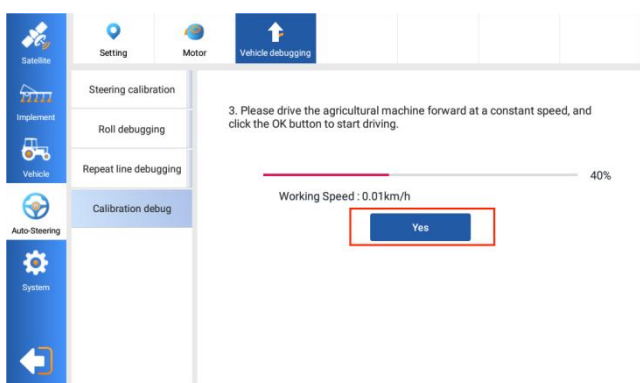 Satellite
Implement
Vehicle
Auto-Steering
System
Setting
Motor
Vehicle debugging
Steering calibration
Roll debugging
Repeat line debugging
Calibration debug
3. Please drive the agricultural machine forward at a constant speed, and
click the OK button to start driving.
40%
Working Speed : 0.01km/h
Yes